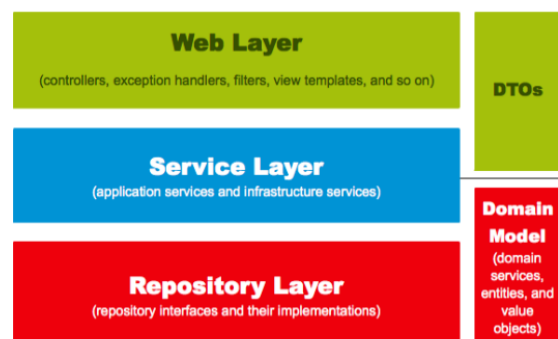 Web Layer
(controllers, exception handlers, filters, view templates, and so on)
DTOs
Service Layer
(application services and infrastructure services)
Repository Layer
(repository interfaces and their implementations)
Domain
Model
(domain
services,
entities, and
value
objects)